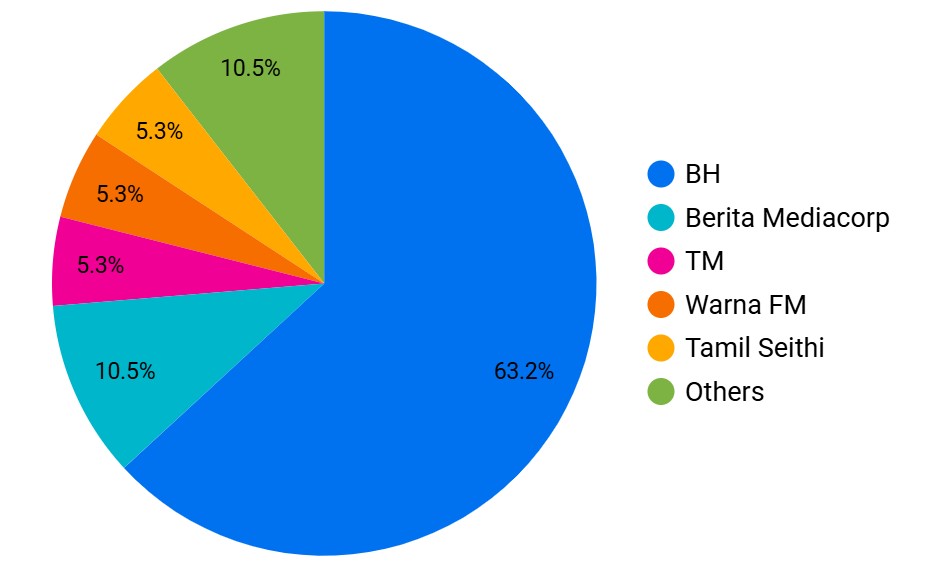 10.5%
5.3%
5.3%
5.3%
10.5%
63.2%
BH
Berita Mediacorp
TM
Warna FM
Tamil Seithi
Others